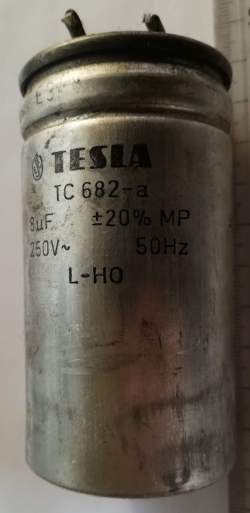 TESLA
TC 682-a
8µF ±20% MP
250V~ 50Hz
L-HO